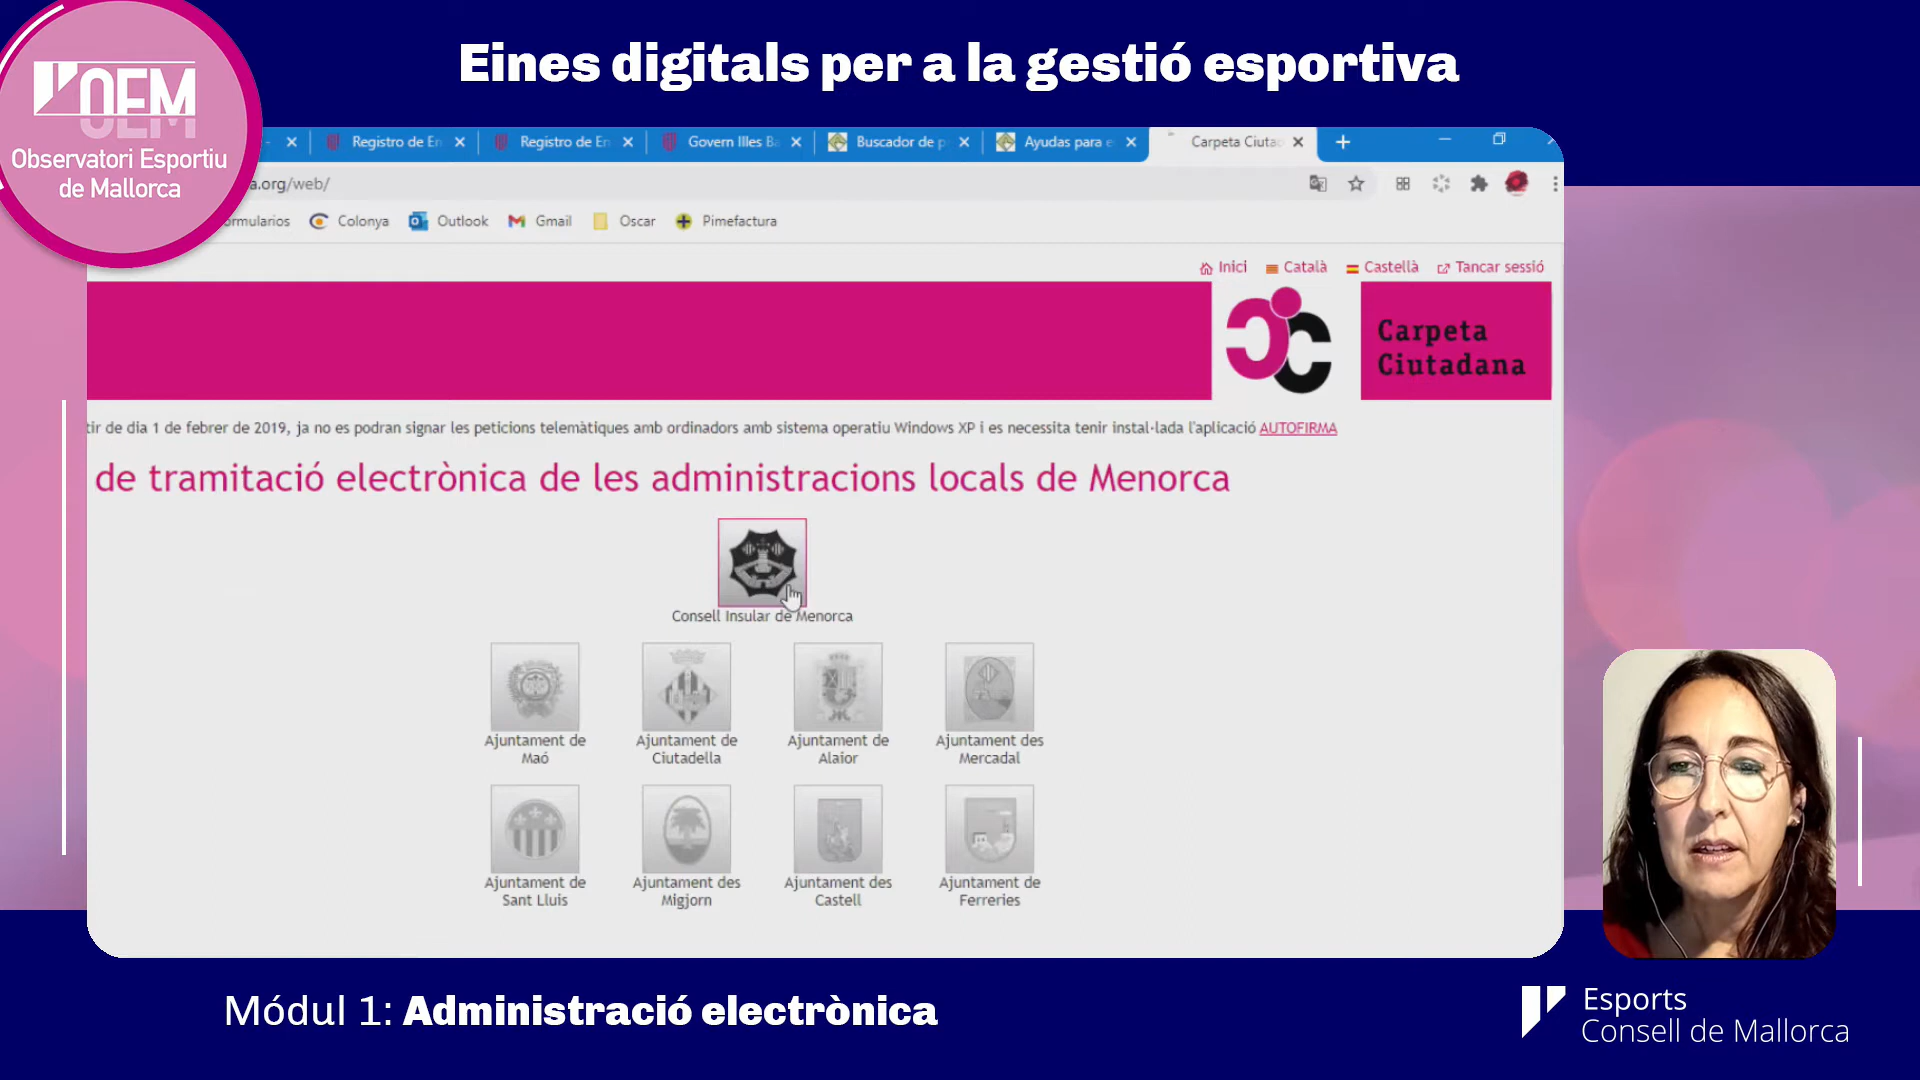 Eines digitals per a la gestió esportiva
OEM
Observatori Esportiu
de Mallorca
Registro de En
Registro de En
Govern Illes Ba
Buscador de p
Ayudas para e
Carpeta Ciutad
a.org/web/
ormularios
Colonya
Outlook
Gmail
Oscar
Pimefactura
Inici
Català
Castellà
Tancar sessió
Carpeta
Ciutadana
tir de dia 1 de febrer de 2019, ja no es podran signar les peticions telemàtiques amb ordinadors amb sistema operatiu Windows XP i es necessita tenir instal·lada l'aplicació AUTOFIRMA
de tramitació electrònica de les administracions locals de Menorca
Consell Insular de Menorca
Ajuntament de
Maó
Ajuntament de
Ciutadella
Ajuntament de
Alaior
Ajuntament des
Mercadal
Ajuntament de
Sant Lluis
Ajuntament des
Migjorn
Ajuntament des
Castell
Ajuntament de
Ferreries
Módul 1: Administració electrònica
Esports
Consell de Mallorca